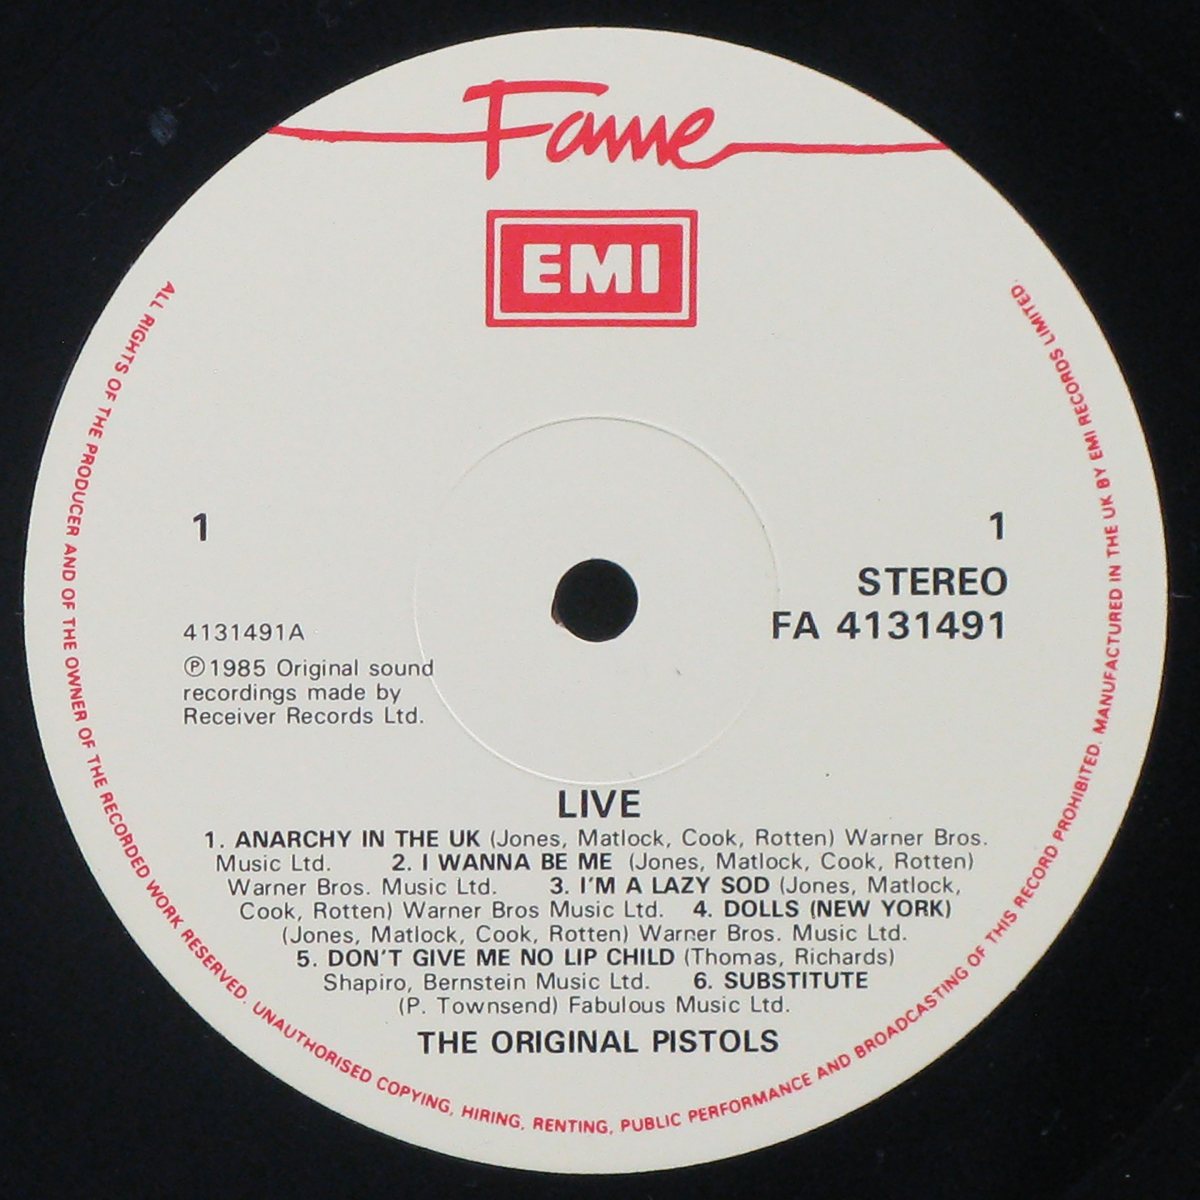 Fame
EMI
1
1
STEREO
FA 4131491
4131491A
Ⓟ1985 Original sound
recordings made by
Receiver Records Ltd.
LIVE
1. ANARCHY IN THE UK (Jones, Matlock, Cook, Rotten) Warner Bros.
Music Ltd. 2. I WANNA BE ME (Jones, Matlock, Cook, Rotten)
Warner Bros. Music Ltd. 3. I'M A LAZY SOD (Jones, Matlock,
Cook, Rotten) Warner Bros Music Ltd. 4. DOLLS (NEW YORK)
(Jones, Matlock, Cook, Rotten) Warner Bros. Music Ltd.
5. DON'T GIVE ME NO LIP CHILD (Thomas, Richards)
Shapiro, Bernstein Music Ltd. 6. SUBSTITUTE
(P. Townsend) Fabulous Music Ltd.
THE ORIGINAL PISTOLS
ALL RIGHTS OF THE PRODUCER AND OF THE OWNER OF THE RECORDED WORK RESERVED. UNAUTHORISED COPYING, HIRING, RENTING, PUBLIC PERFORMANCE AND BROADCASTING OF THIS RECORD PROHIBITED. MANUFACTURED IN THE UK BY EMI RECORDS LIMITED.